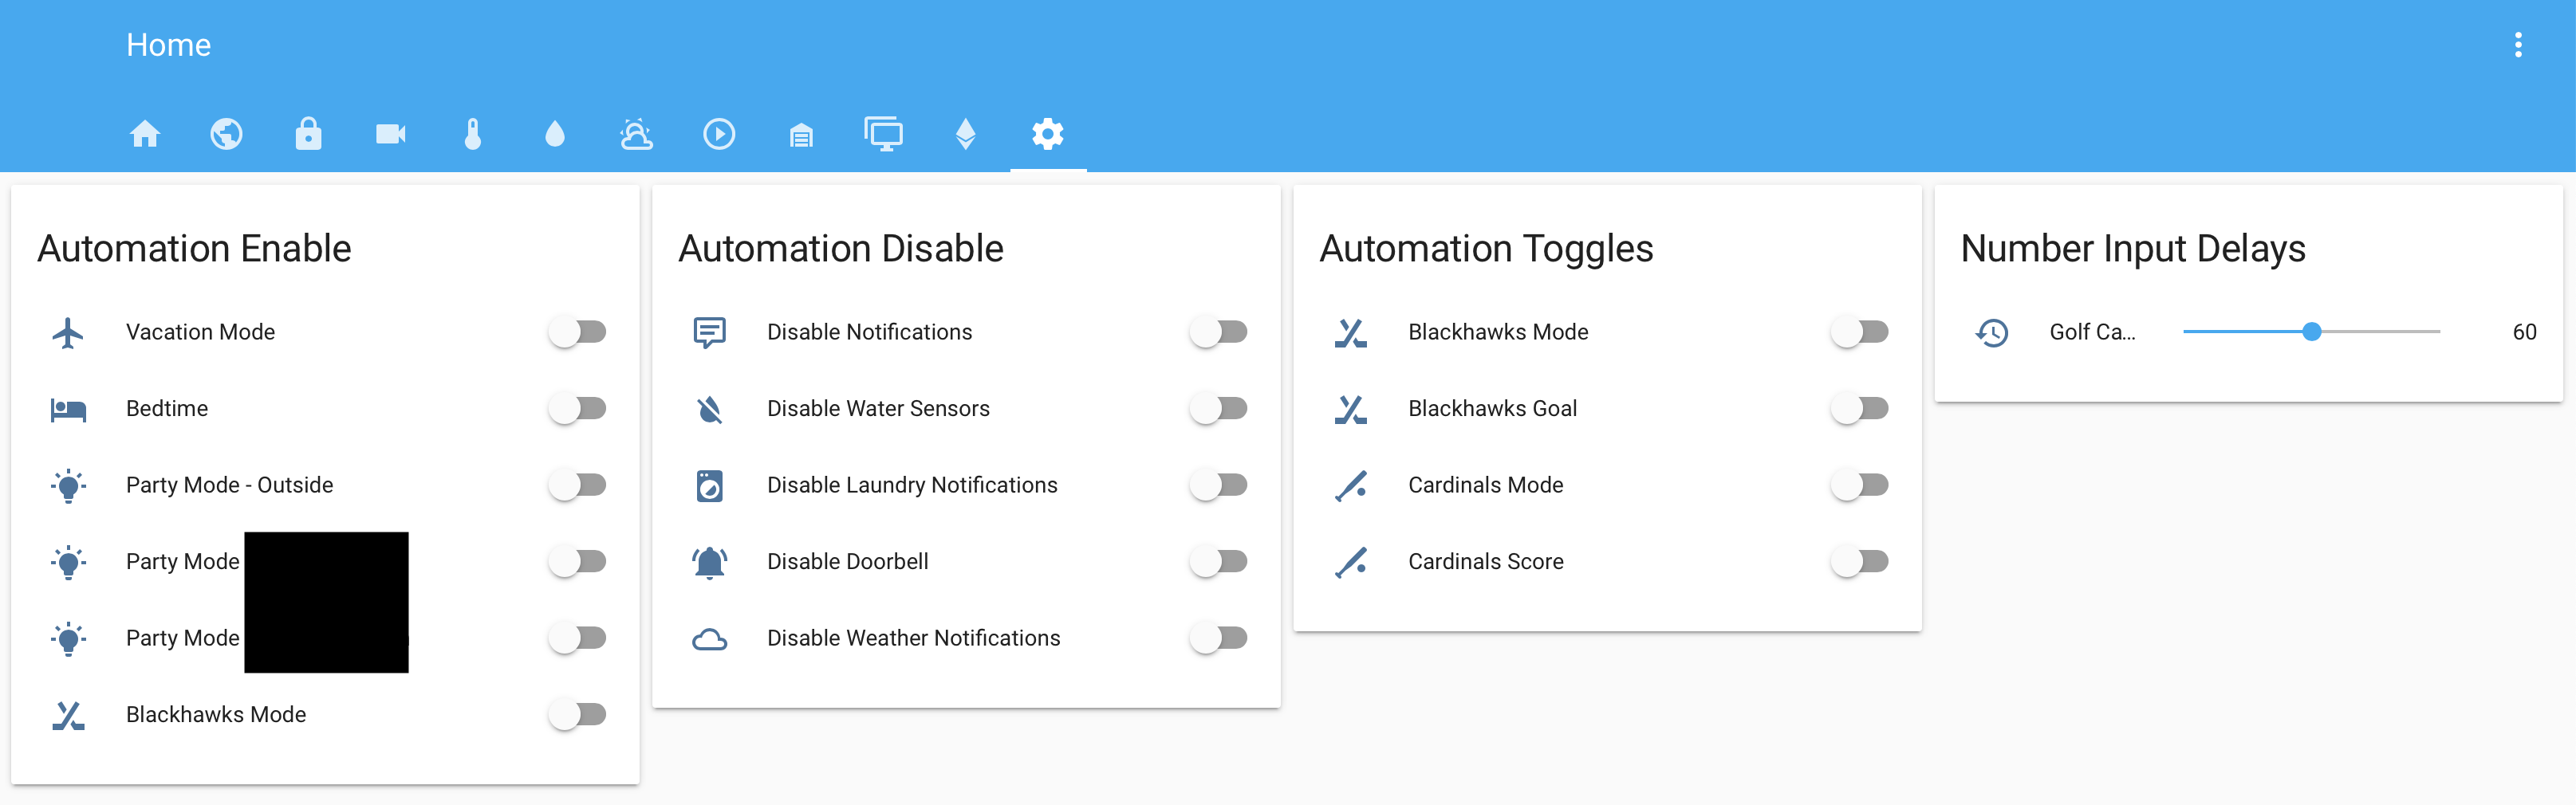 Home
Automation Enable
Vacation Mode
Bedtime
Party Mode - Outside
Party Mode
Party Mode
Blackhawks Mode
Automation Disable
Disable Notifications
Disable Water Sensors
Disable Laundry Notifications
Disable Doorbell
Disable Weather Notifications
Automation Toggles
Blackhawks Mode
Blackhawks Goal
Cardinals Mode
Cardinals Score
Number Input Delays
Golf Ca... 60